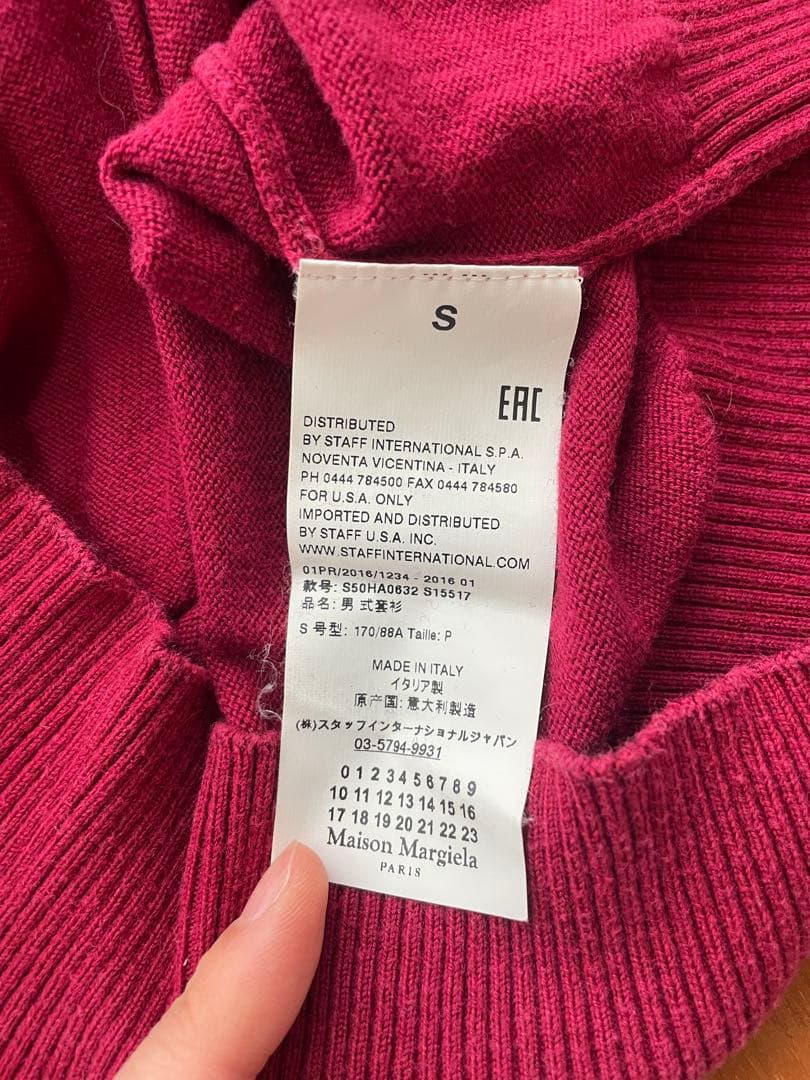 S
EAC
DISTRIBUTED
BY STAFF INTERNATIONAL S.P.A.
NOVENTA VICENTINA - ITALY
PH 0444 784500 FAX 0444 784580
FOR U.S.A. ONLY
IMPORTED AND DISTRIBUTED
BY STAFF U.S.A. INC.
WWW.STAFFINTERNATIONAL.COM
01PR/2016/1234 - 2016 01
款号: S50HA0632 S15517
品名: 男 式套衫
S 号型: 170/88A Taille: P
MADE IN ITALY
イタリア製
原产国: 意大利製造
(株)スタッフインターナショナルジャパン
03-5794-9931
0 1 2 3 4 5 6 7 8 9
10 11 12 13 14 15 16
17 18 19 20 21 22 23
Maison Margiela
PARIS